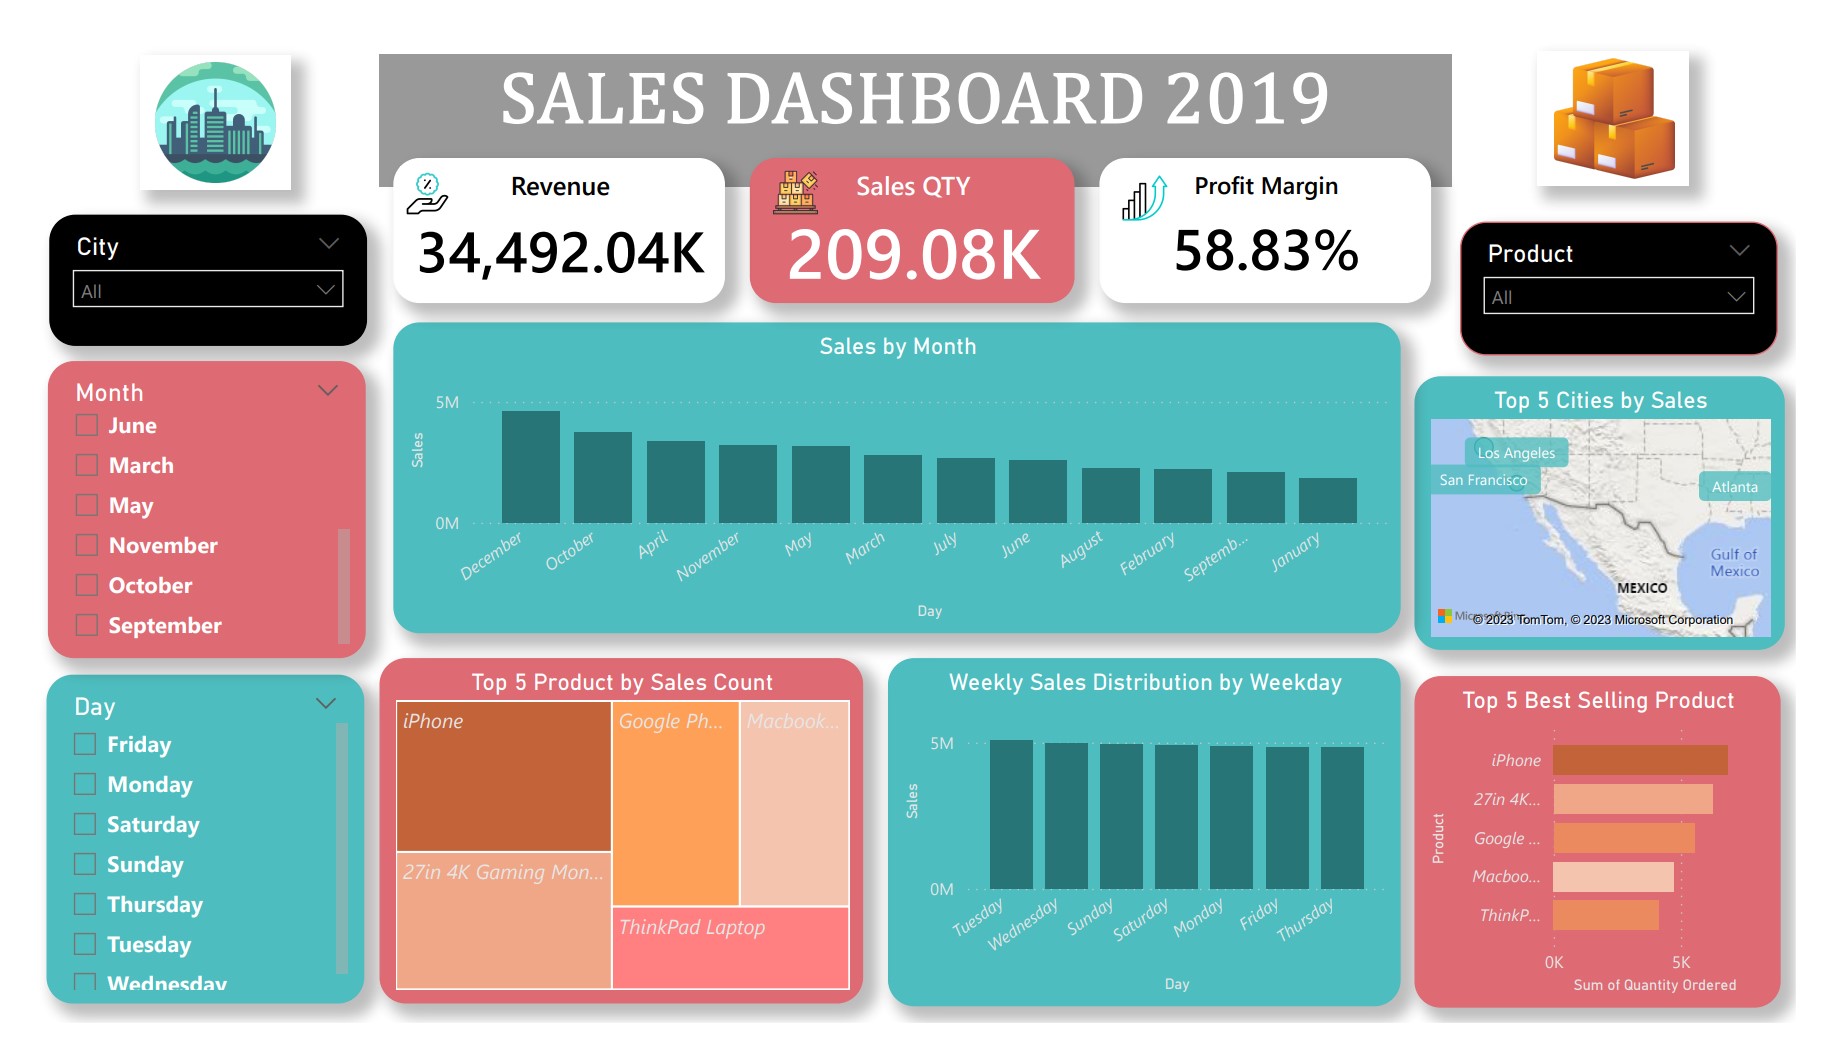 SALES DASHBOARD 2019
Revenue
34,492.04K
Sales QTY
209.08K
Profit Margin
58.83%
City
All
Product
All
Month
June
March
May
November
October
September
Sales by Month
5M
0M
Sales
December
October
April
November
May
March
July
June
August
February
Septemb...
January
Day
Top 5 Cities by Sales
Los Angeles
San Francisco
Atlanta
Gulf of
Mexico
MEXICO
© 2023 TomTom, © 2023 Microsoft Corporation
Day
Friday
Monday
Saturday
Sunday
Thursday
Tuesday
Wednesday
Top 5 Product by Sales Count
iPhone
Google Ph...
Macbook...
27in 4K Gaming Mon...
ThinkPad Laptop
Weekly Sales Distribution by Weekday
5M
0M
Sales
Tuesday
Wednesday
Sunday
Saturday
Monday
Friday
Thursday
Day
Top 5 Best Selling Product
Product
iPhone
27in 4K...
Google ...
Macboo...
ThinkP...
0K
5K
Sum of Quantity Ordered